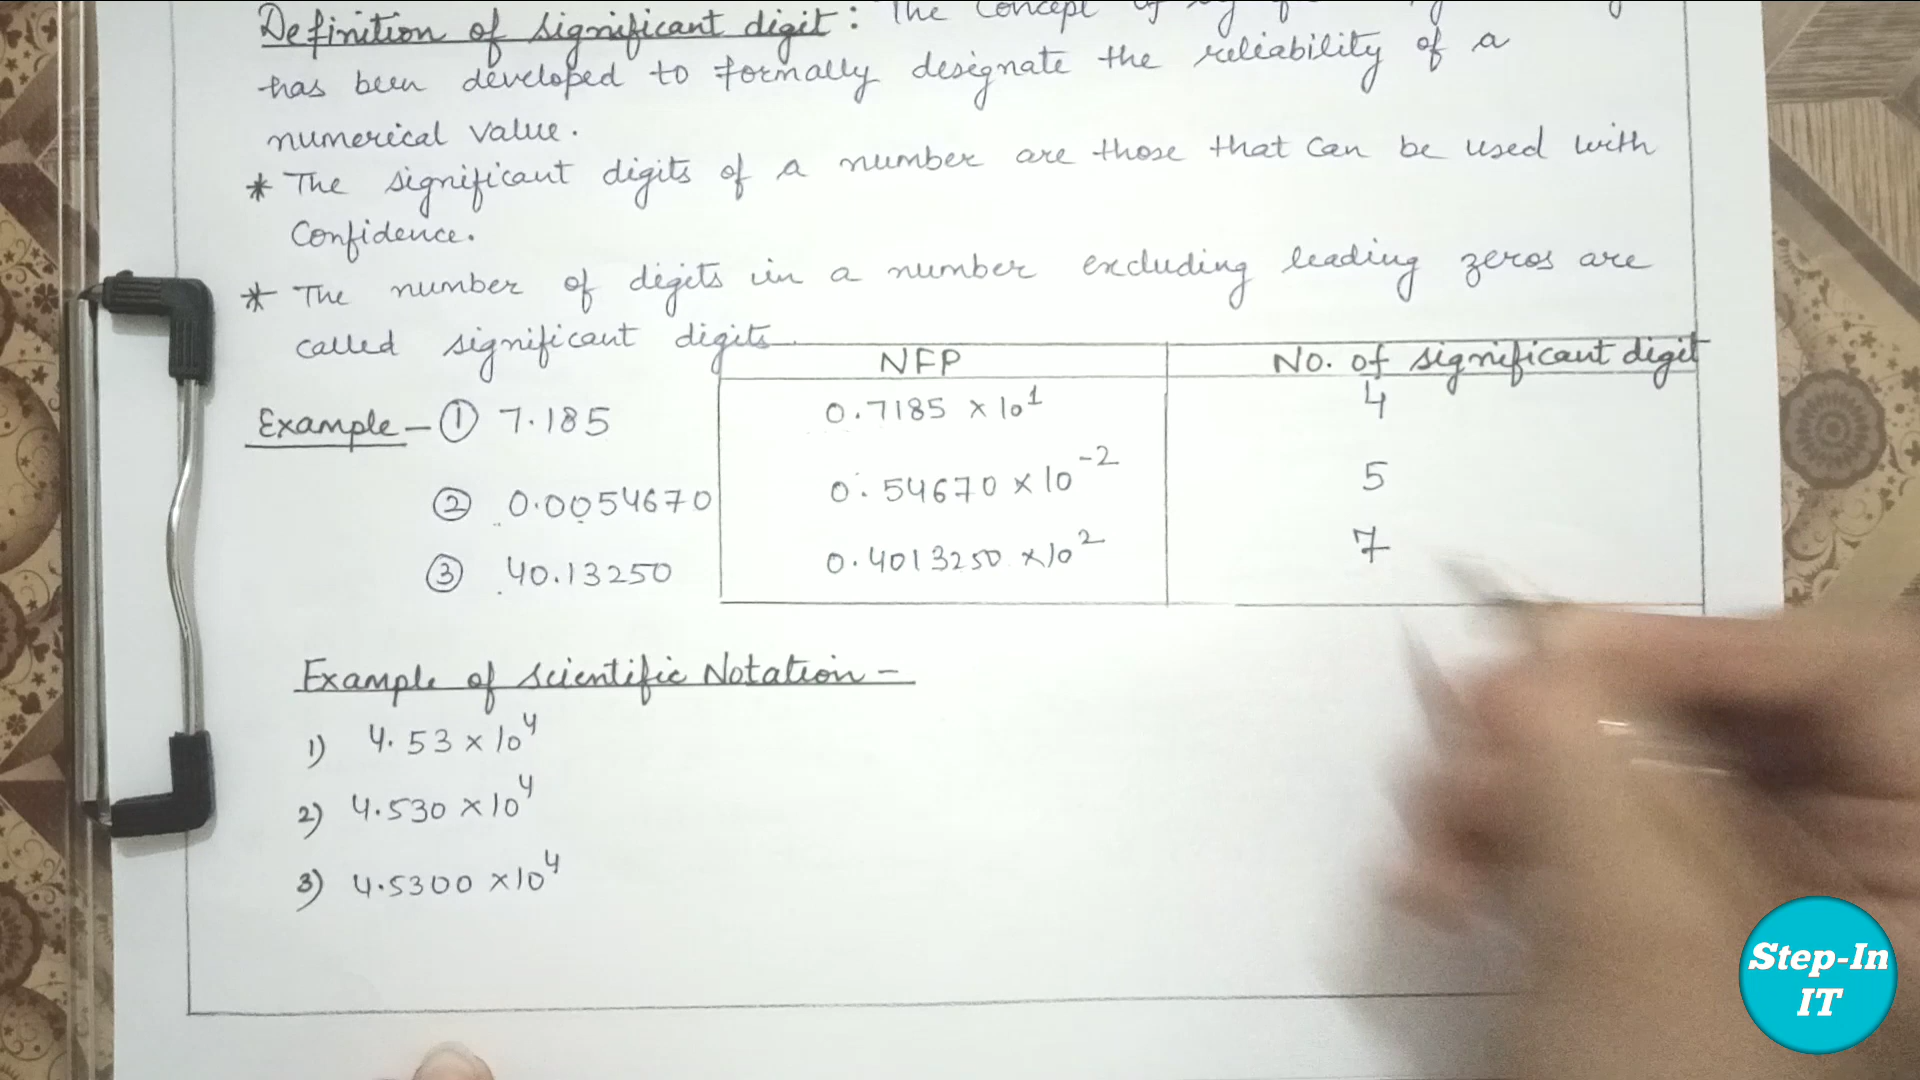 Definition of significant digit: The Concept of
has been developed to formally designate the reliability of a
numerical value.
* The significant digits of a number are those that can be used with
Confidence.
* The number of digits in a number excluding leading zeros are
called significant digits.
NFP No. of significant digit
Example - ① 7.185 0.7185 × 10¹ 4
② 0.0054670 0.54670 × 10⁻² 5
③ 40.13250 0.4013250 × 10² 7
Example of scientific Notation -
1) 4.53 × 10⁴
2) 4.530 × 10⁴
3) 4.5300 × 10⁴
Step-In
IT